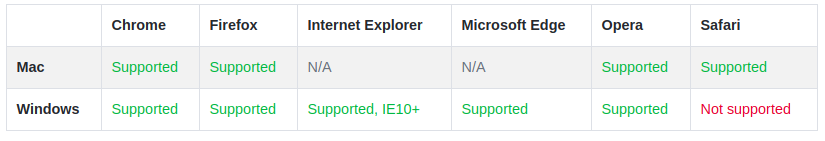 Chrome Firefox Internet Explorer Microsoft Edge Opera Safari
Mac Supported Supported N/A N/A Supported Supported
Windows Supported Supported Supported, IE10+ Supported Supported Not supported